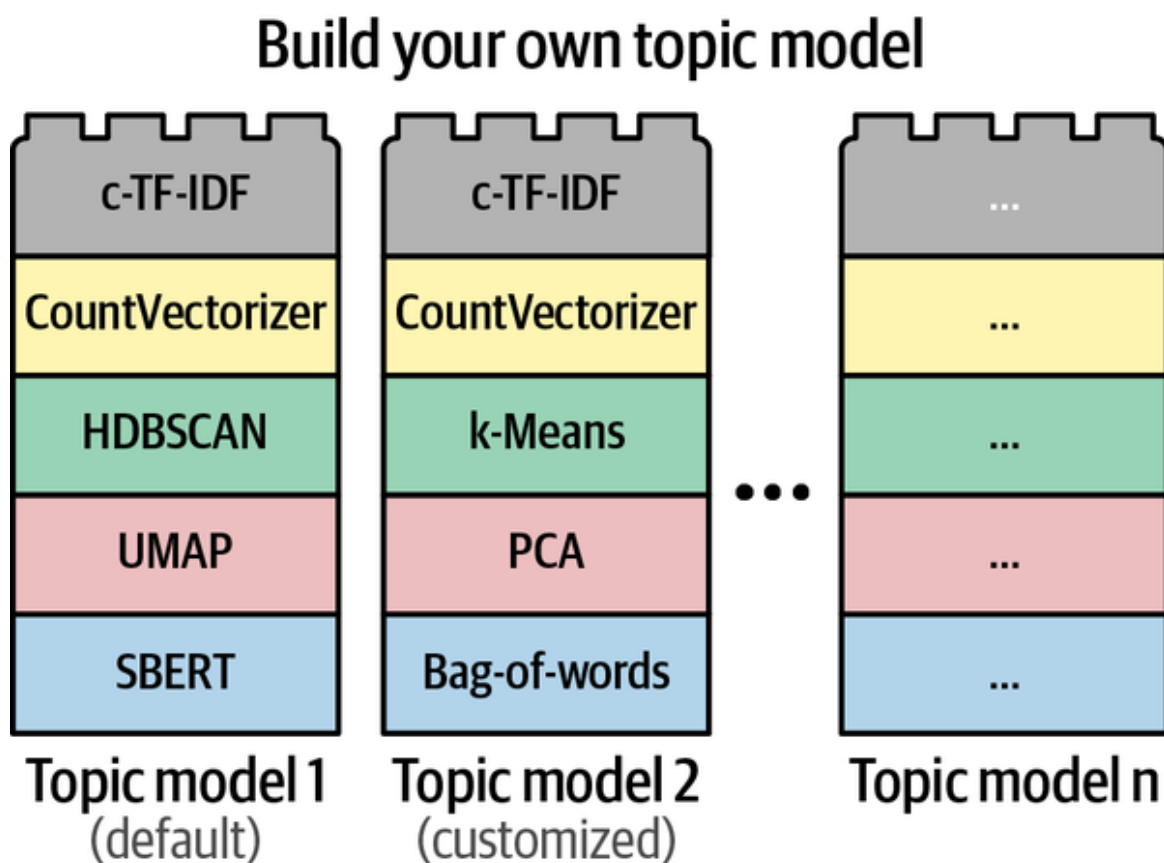 Build your own topic model
c-TF-IDF
CountVectorizer
HDBSCAN
UMAP
SBERT
Topic model 1
(default)
c-TF-IDF
CountVectorizer
k-Means
PCA
Bag-of-words
Topic model 2
(customized)
...
...
...
...
...
...
Topic model n